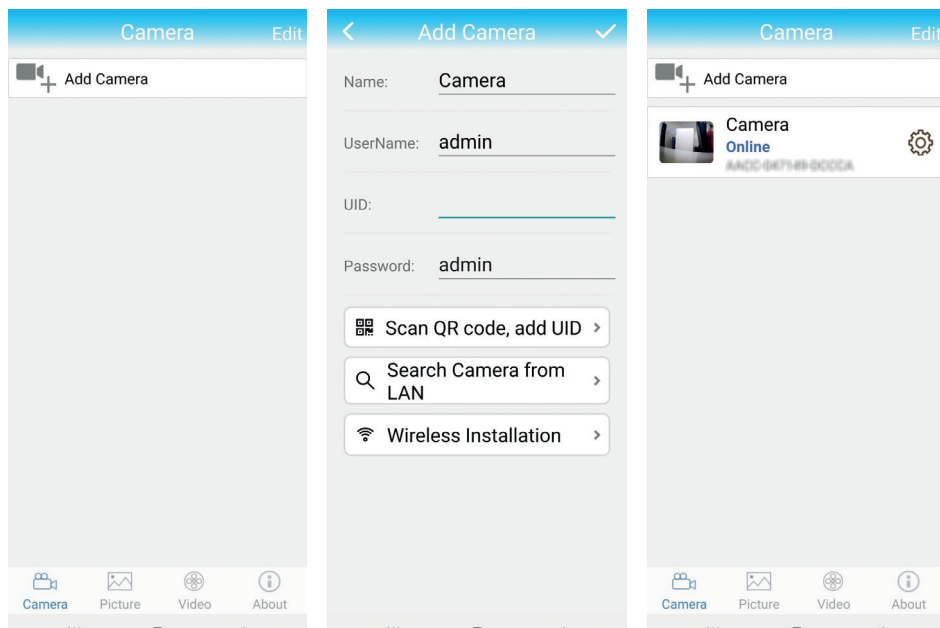 Camera
Edit
Add Camera
Camera
Picture
Video
About
Add Camera
Name:
Camera
UserName:
admin
UID:
Password:
admin
Scan QR code, add UID
Search Camera from
LAN
Wireless Installation
Camera
Edit
Add Camera
Camera
Online
Camera
Picture
Video
About